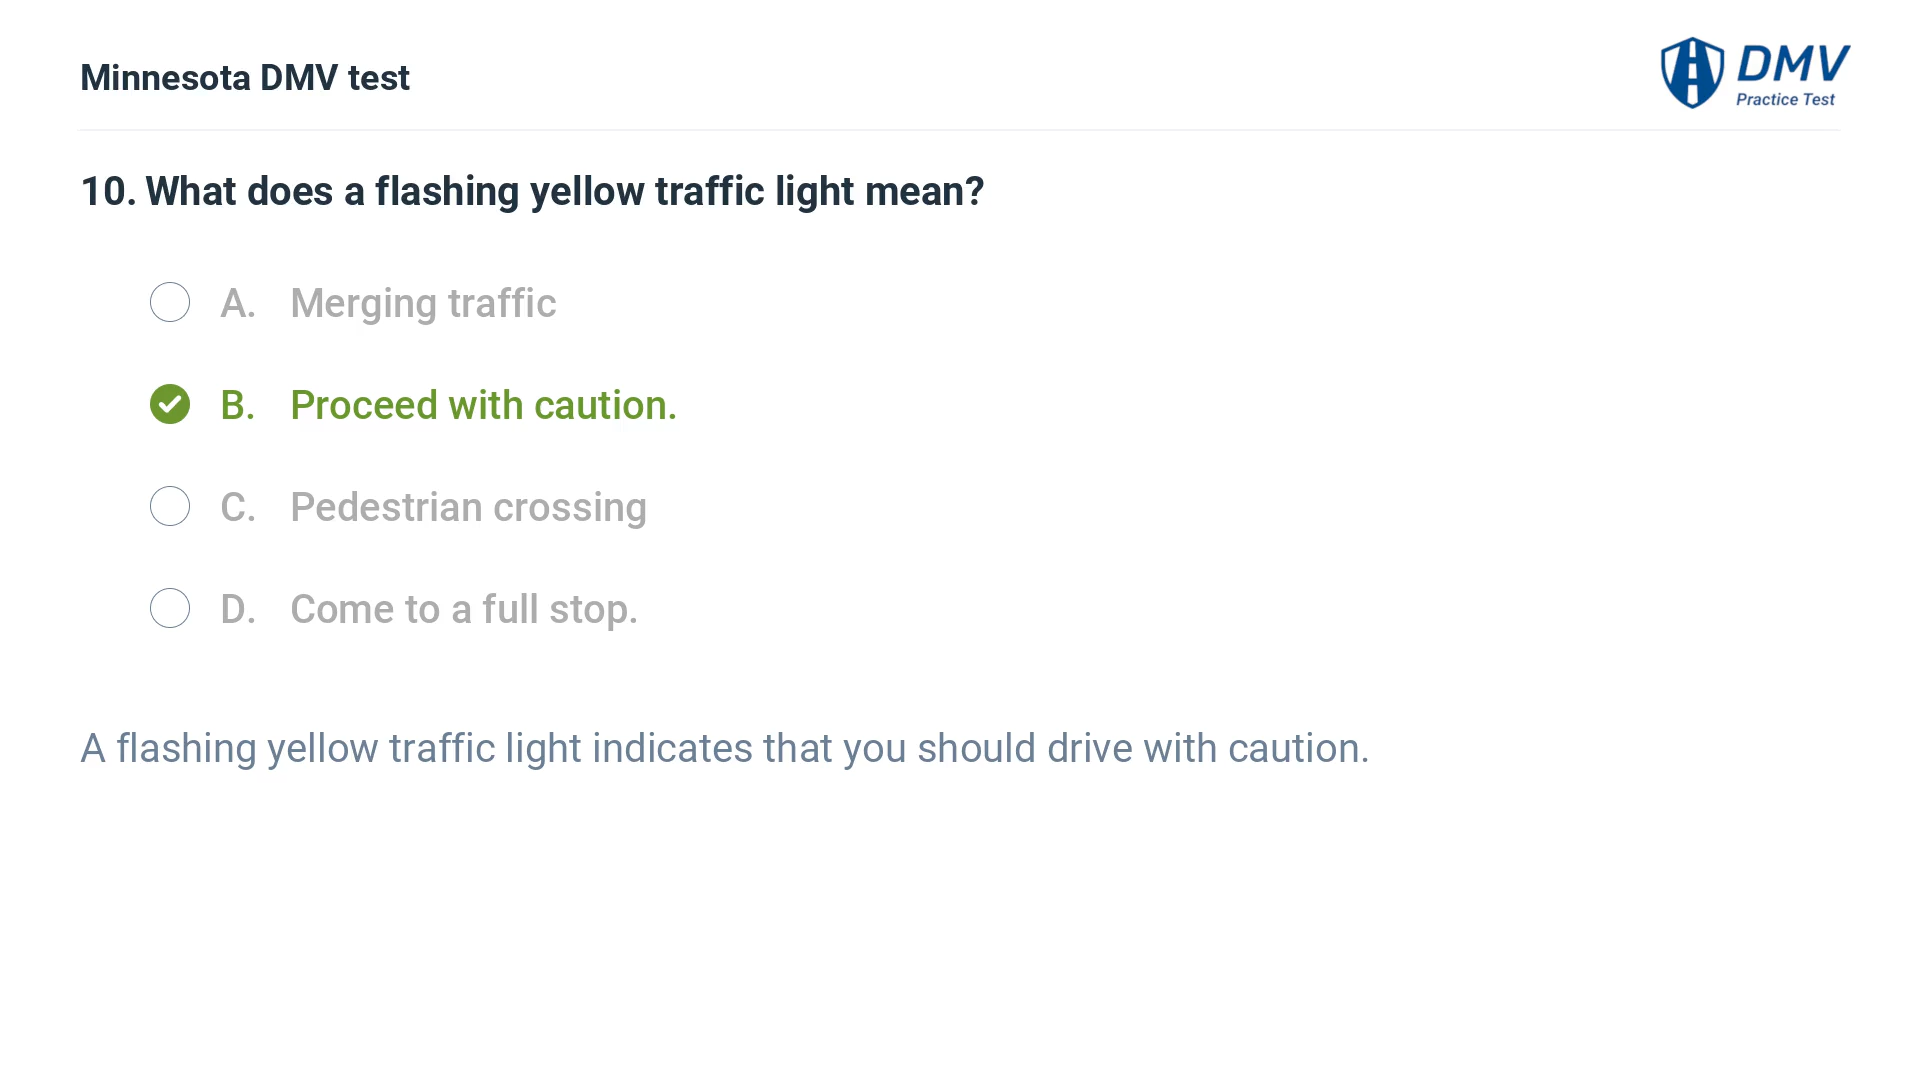 Minnesota DMV test
DMV
Practice Test
10. What does a flashing yellow traffic light mean?
A. Merging traffic
B. Proceed with caution.
C. Pedestrian crossing
D. Come to a full stop.
A flashing yellow traffic light indicates that you should drive with caution.